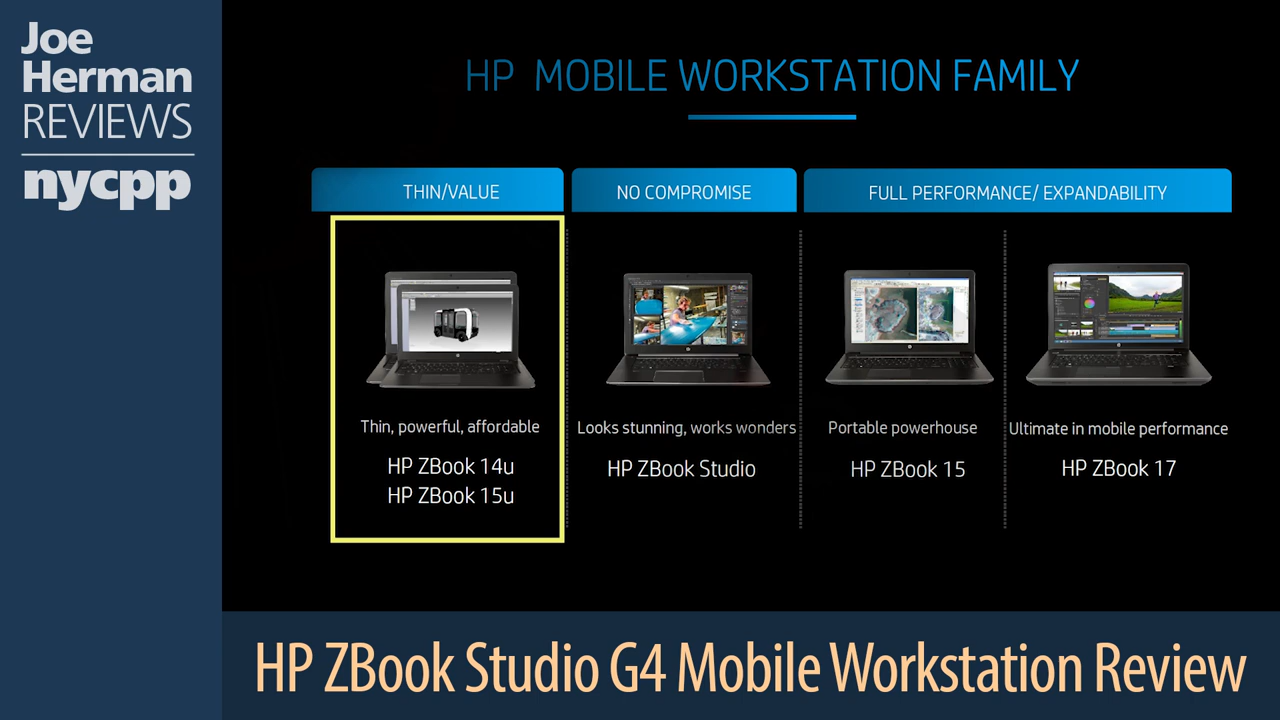 Joe
Herman
REVIEWS
nycpp
HP MOBILE WORKSTATION FAMILY
THIN/VALUE
NO COMPROMISE
FULL PERFORMANCE/ EXPANDABILITY
Thin, powerful, affordable
HP ZBook 14u
HP ZBook 15u
Looks stunning, works wonders
HP ZBook Studio
Portable powerhouse
HP ZBook 15
Ultimate in mobile performance
HP ZBook 17
HP ZBook Studio G4 Mobile Workstation Review